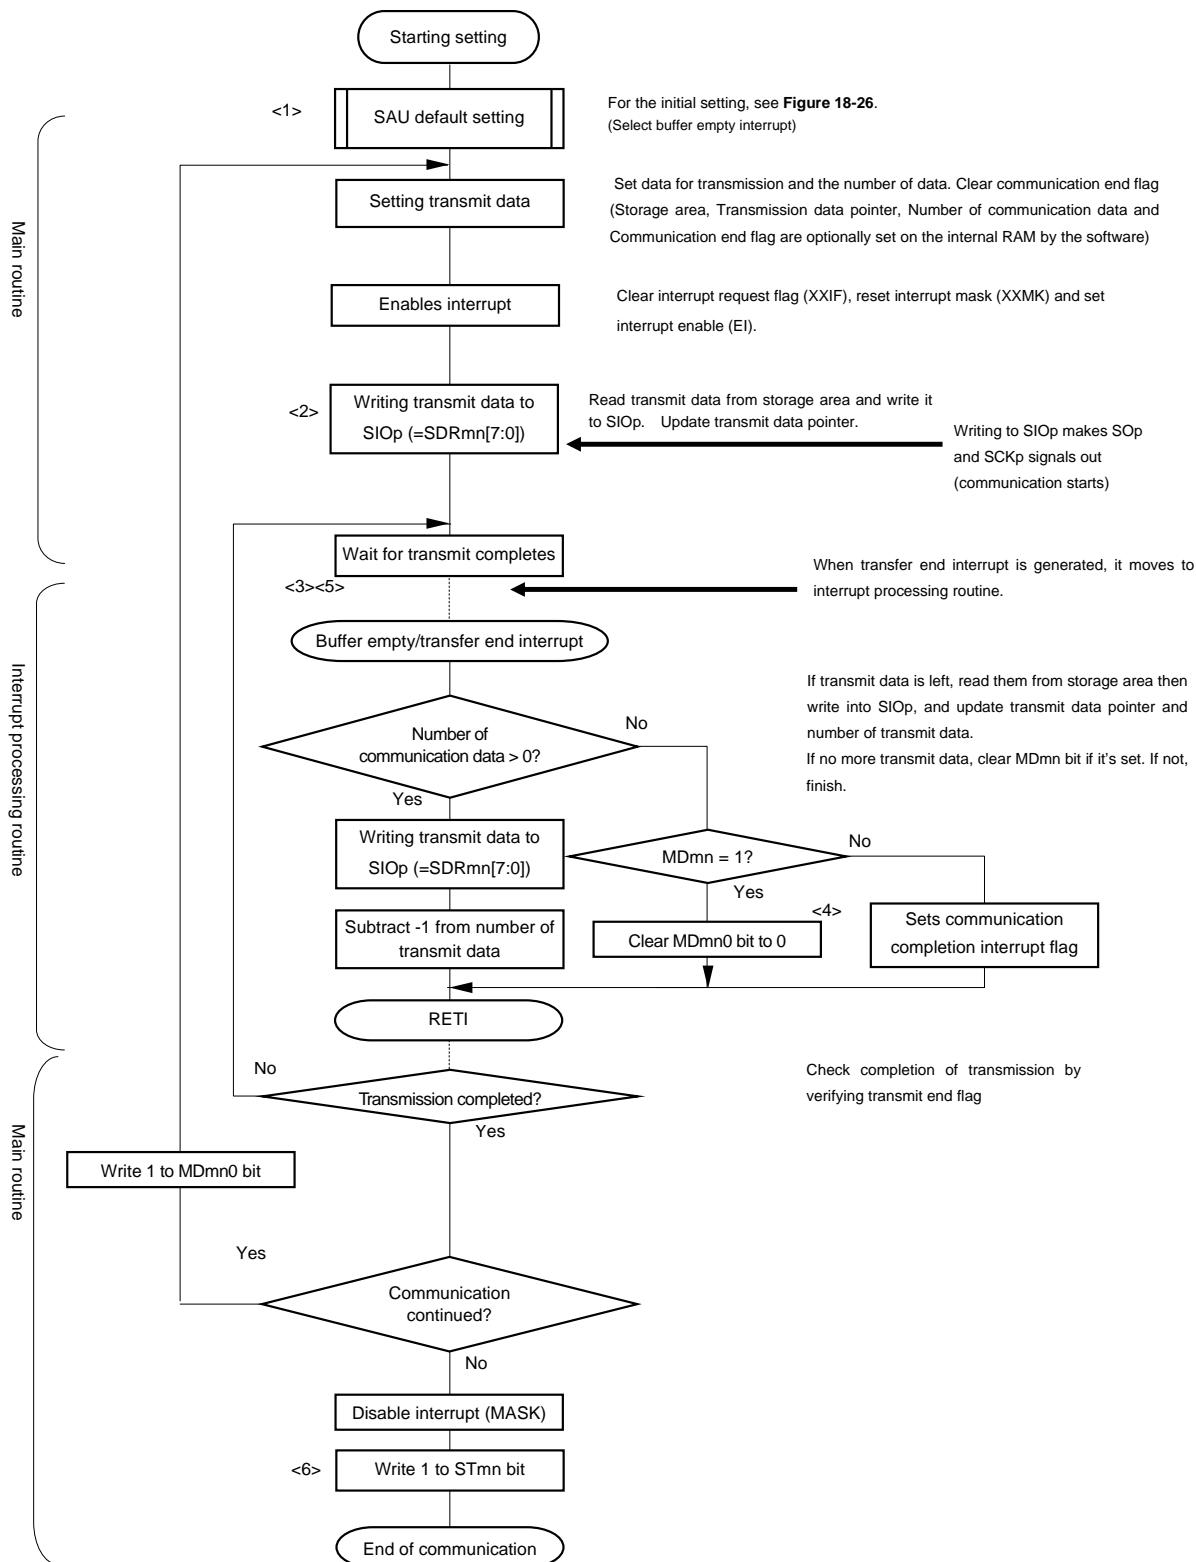 Starting setting
<1>
SAU default setting
For the initial setting, see Figure 18-26.
(Select buffer empty interrupt)
Setting transmit data
Set data for transmission and the number of data. Clear communication end flag
(Storage area, Transmission data pointer, Number of communication data and
Communication end flag are optionally set on the internal RAM by the software)
Main routine
Enables interrupt
Clear interrupt request flag (XXIF), reset interrupt mask (XXMK) and set
interrupt enable (EI).
<2>
Writing transmit data to
SIOp (=SDRmn[7:0])
Read transmit data from storage area and write it
to SIOp. Update transmit data pointer.
Writing to SIOp makes SOp
and SCKp signals out
(communication starts)
Wait for transmit completes
<3><5>
When transfer end interrupt is generated, it moves to
interrupt processing routine.
Buffer empty/transfer end interrupt
Interrupt processing routine
If transmit data is left, read them from storage area then
write into SIOp, and update transmit data pointer and
number of transmit data.
If no more transmit data, clear MDmn bit if it's set. If not,
finish.
Number of
communication data > 0?
No
Yes
Writing transmit data to
SIOp (=SDRmn[7:0])
MDmn = 1?
No
Yes
<4>
Subtract -1 from number of
transmit data
Clear MDmn0 bit to 0
Sets communication
completion interrupt flag
RETI
No
Transmission completed?
Yes
Check completion of transmission by
verifying transmit end flag
Main routine
Write 1 to MDmn0 bit
Yes
Communication
continued?
No
Disable interrupt (MASK)
<6>
Write 1 to STmn bit
End of communication